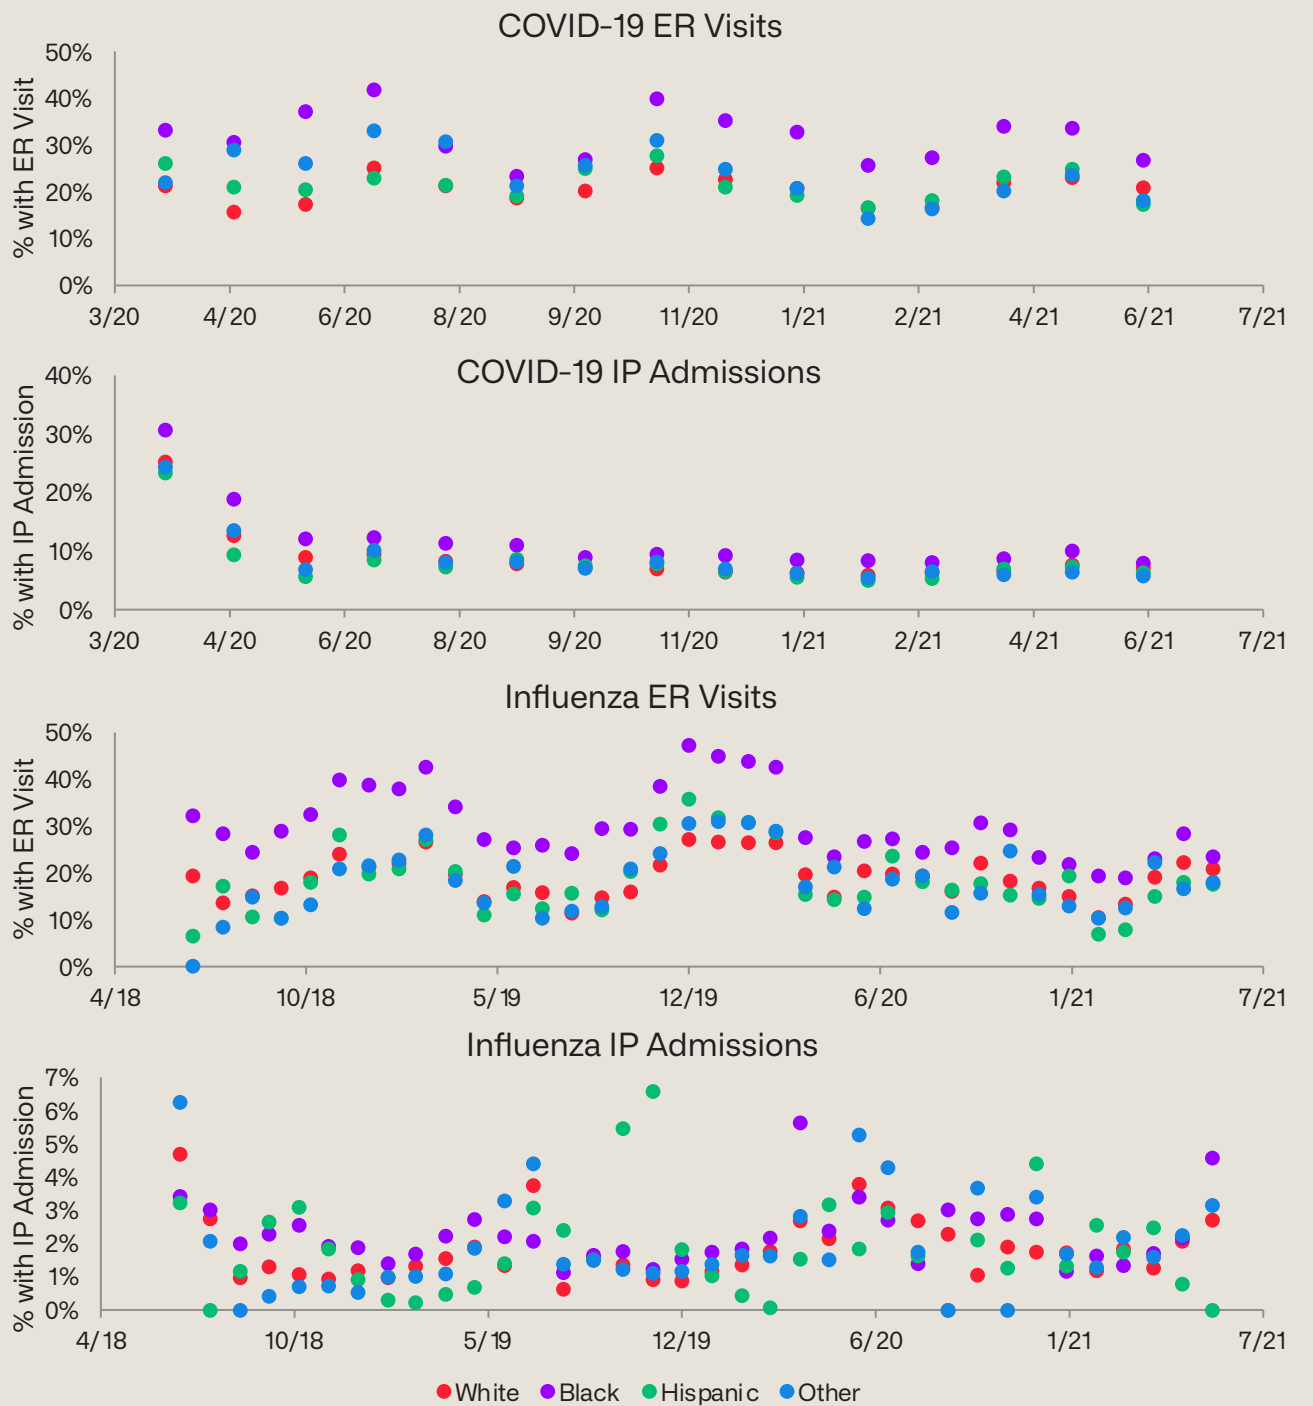 COVID-19 ER Visits
% with ER Visit
50%
40%
30%
20%
10%
0%
3/20 4/20 6/20 8/20 9/20 11/20 1/21 2/21 4/21 6/21 7/21
COVID-19 IP Admissions
% with IP Admission
40%
30%
20%
10%
0%
3/20 4/20 6/20 8/20 9/20 11/20 1/21 2/21 4/21 6/21 7/21
Influenza ER Visits
% with ER Visit
50%
40%
30%
20%
10%
0%
4/18 10/18 5/19 12/19 6/20 1/21 7/21
Influenza IP Admissions
% with IP Admission
7%
6%
5%
4%
3%
2%
1%
0%
4/18 10/18 5/19 12/19 6/20 1/21 7/21
White Black Hispanic Other